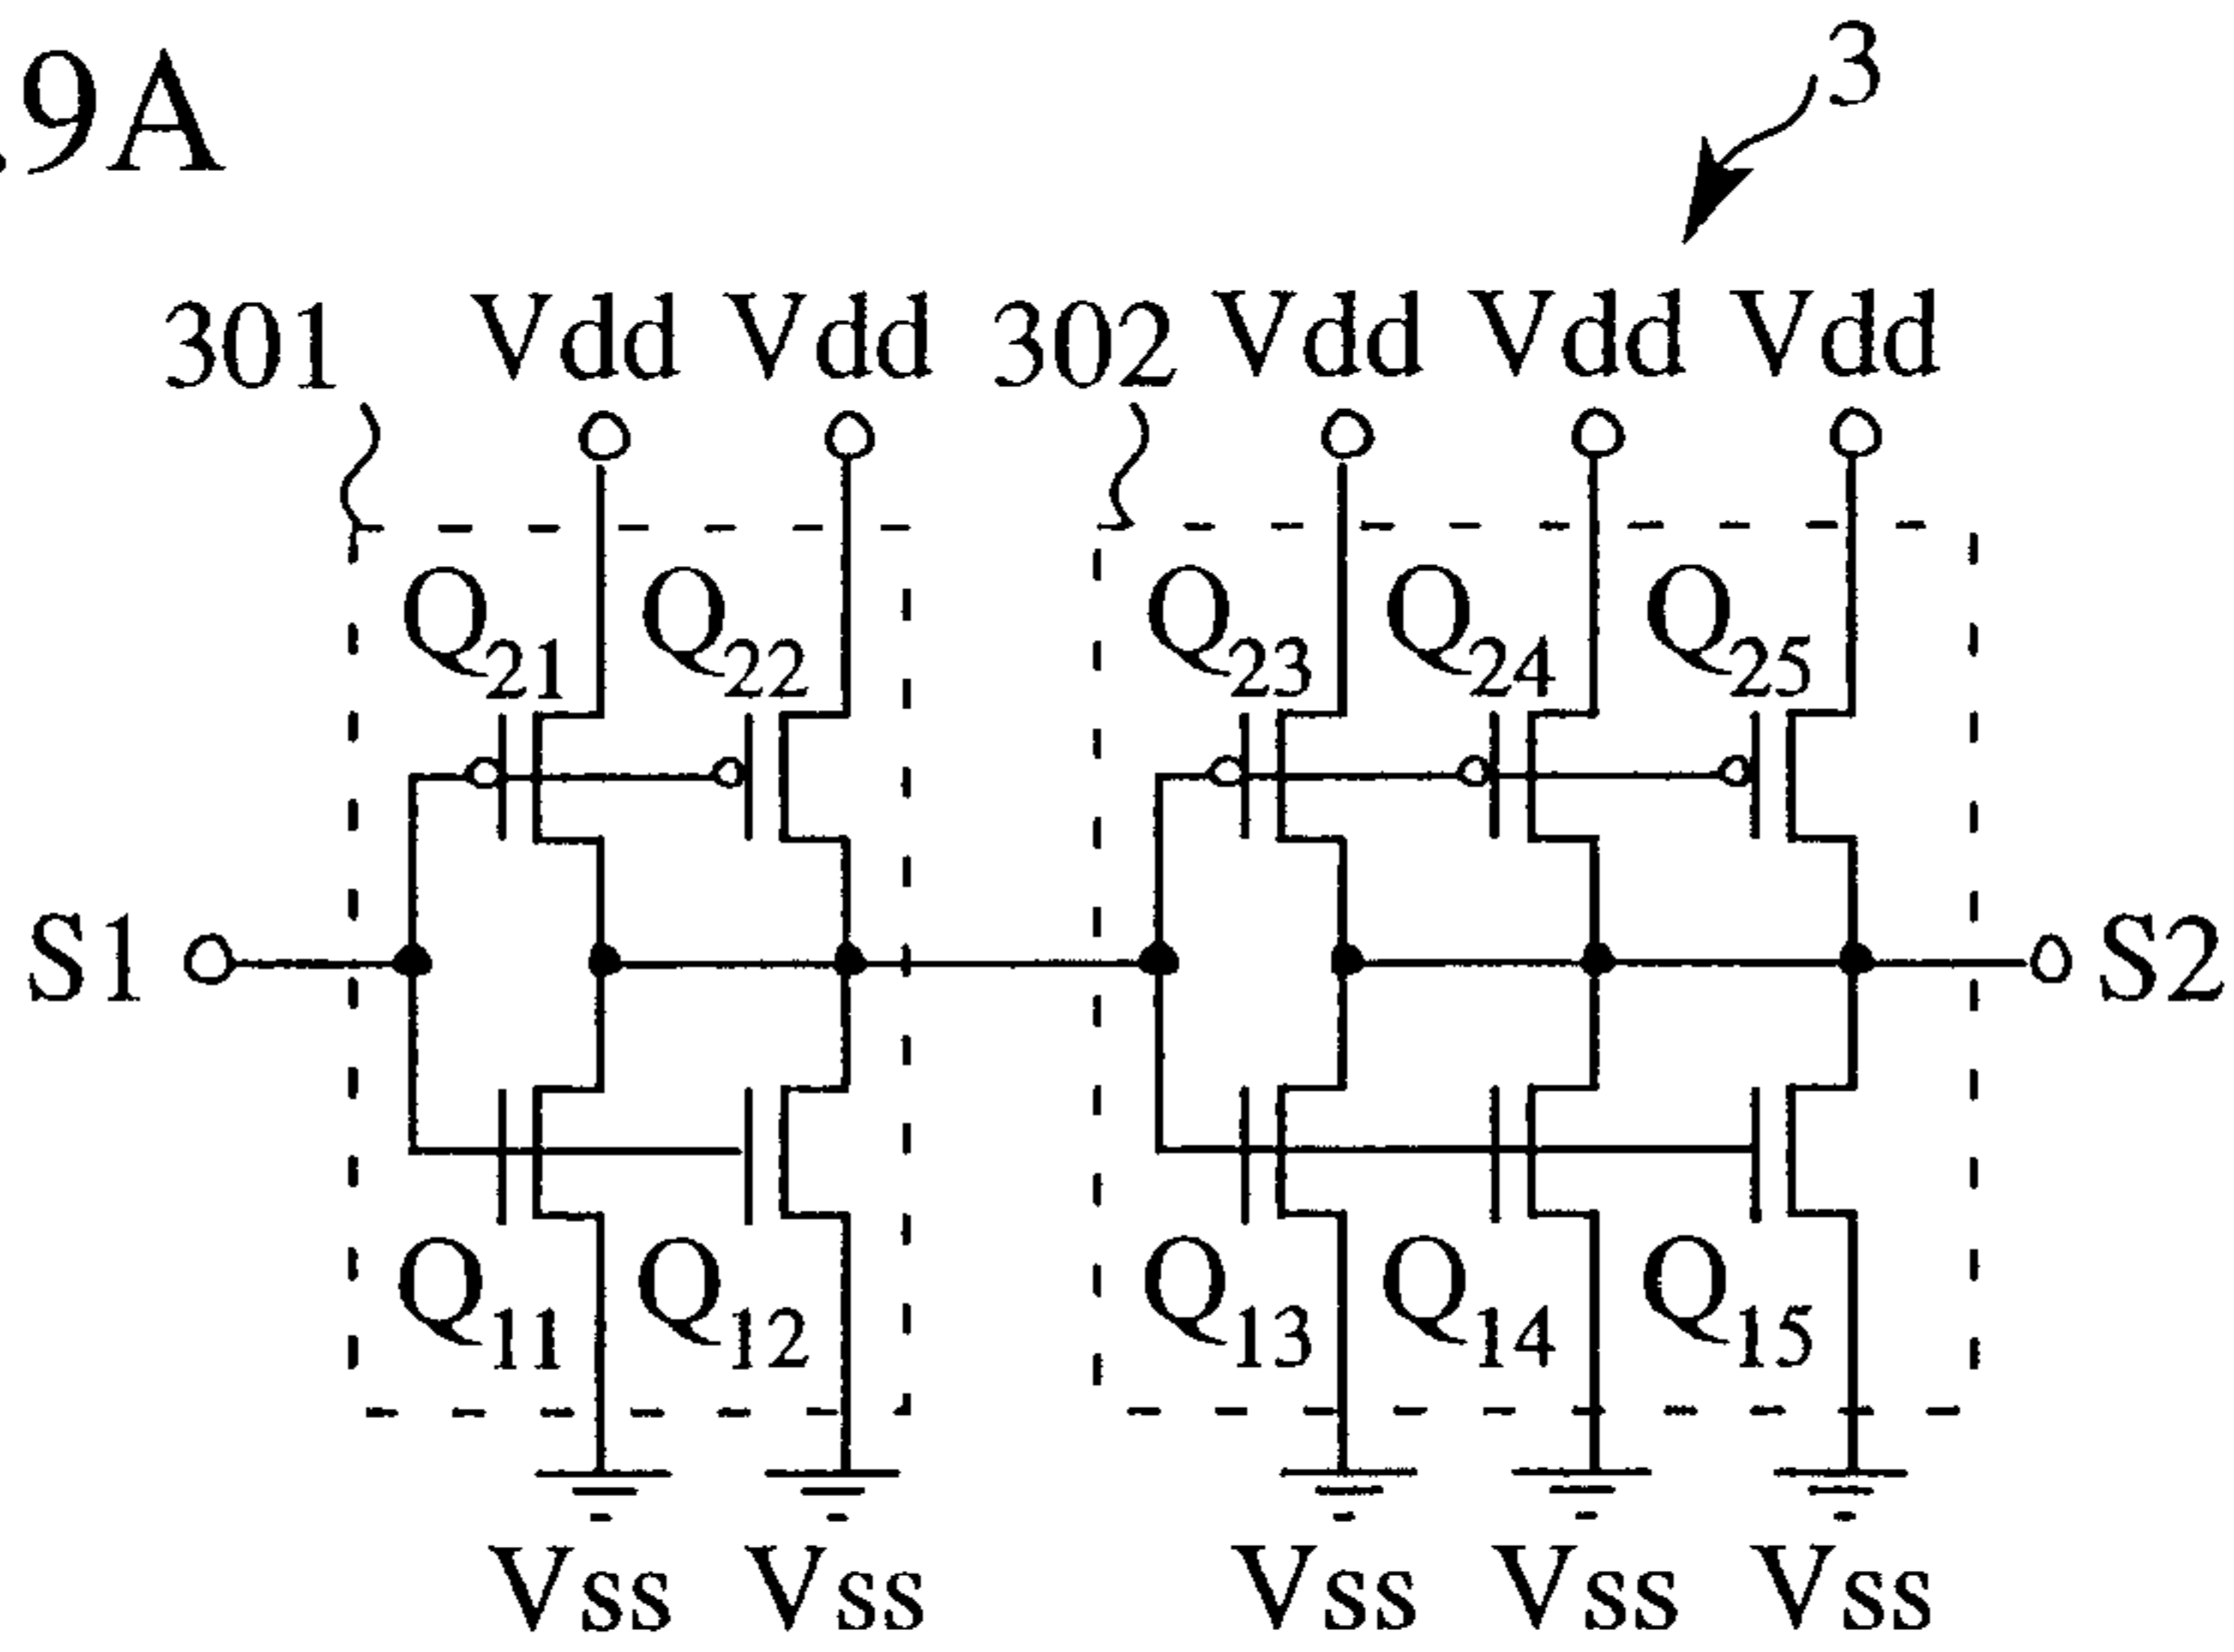 .9A
3
301 Vdd Vdd 302 Vdd Vdd Vdd
Q21 Q22 Q23 Q24 Q25
S1 S2
Q11 Q12 Q13 Q14 Q15
Vss Vss Vss Vss Vss